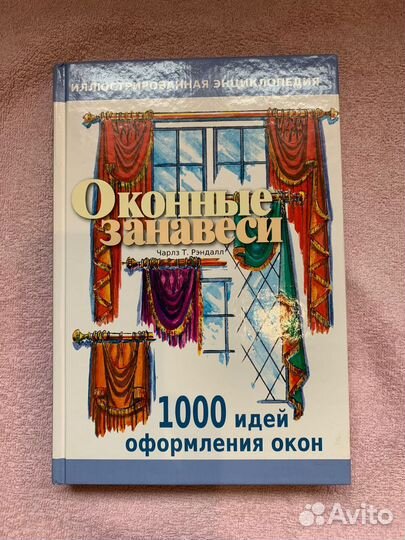 ИЛЛЮСТРИРОВАННАЯ ЭНЦИКЛОПЕДИЯ
Оконные
занавеси
Чарлз Т. Рэндалл
1000 идей
оформления окон
Avito